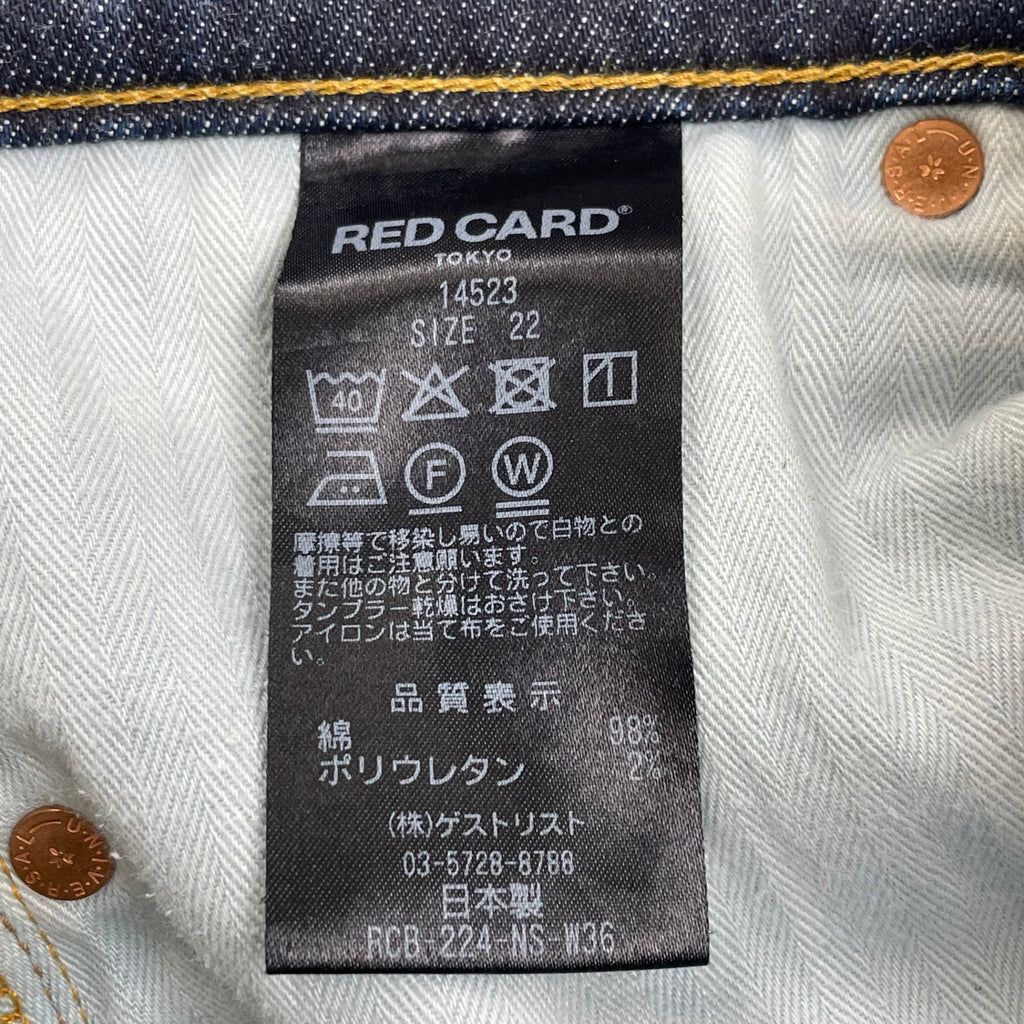 RED CARD®
TOKYO
14523
SIZE 22
40
F
W
摩擦等で移染し易いので白物との
着用はご注意願います。
また他の物と分けて洗って下さい。
タンブラー乾燥はおさけ下さい。
アイロンは当て布をご使用くださ
い。
品質表示
綿 98%
ポリウレタン 2%
(株)ゲストリスト
03-5728-8788
日本製
RCB-224-NS-W36
UNIVERSAL
U·N·I·V·E·R·S·A·L